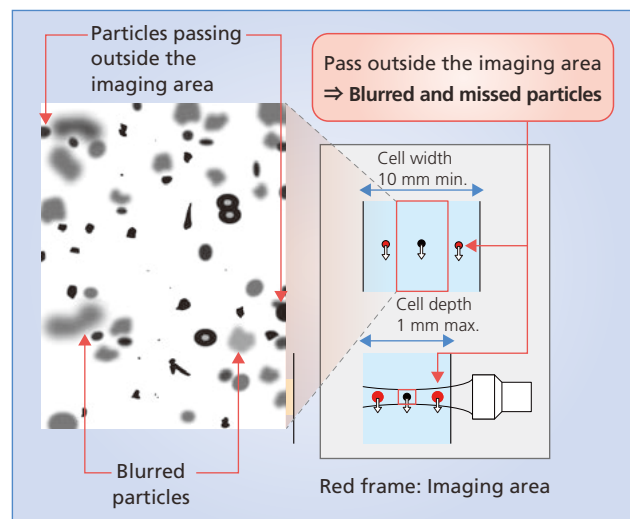 Particles passing
outside the
imaging area
Pass outside the imaging area
⇒ Blurred and missed particles
Cell width
10 mm min.
Cell depth
1 mm max.
Blurred
particles
Red frame: Imaging area